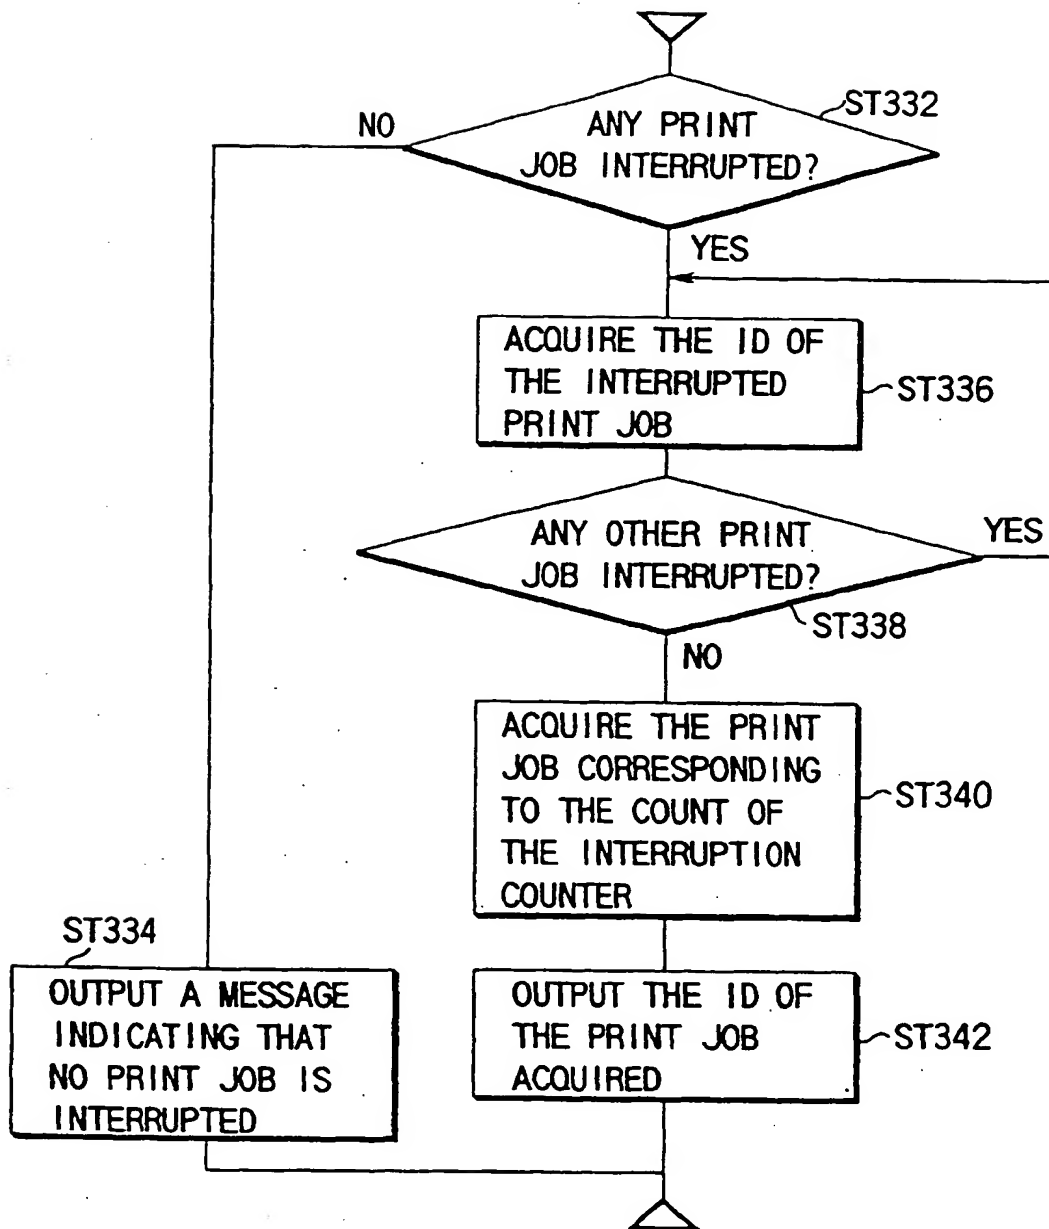 ST332
NO
ANY PRINT
JOB INTERRUPTED?
YES
ACQUIRE THE ID OF
THE INTERRUPTED
PRINT JOB
ST336
ANY OTHER PRINT
JOB INTERRUPTED?
YES
ST338
NO
ACQUIRE THE PRINT
JOB CORRESPONDING
TO THE COUNT OF
THE INTERRUPTION
COUNTER
ST340
ST334
OUTPUT A MESSAGE
INDICATING THAT
NO PRINT JOB IS
INTERRUPTED
OUTPUT THE ID OF
THE PRINT JOB
ACQUIRED
ST342